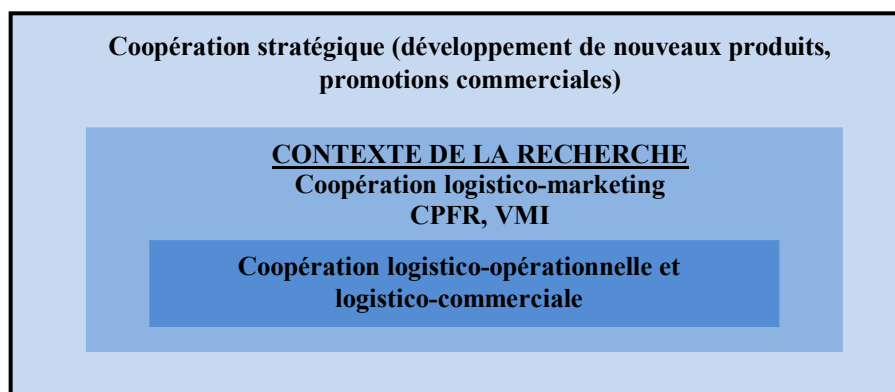 Coopération stratégique (développement de nouveaux produits,
promotions commerciales)
CONTEXTE DE LA RECHERCHE
Coopération logistico-marketing
CPFR, VMI
Coopération logistico-opérationnelle et
logistico-commerciale